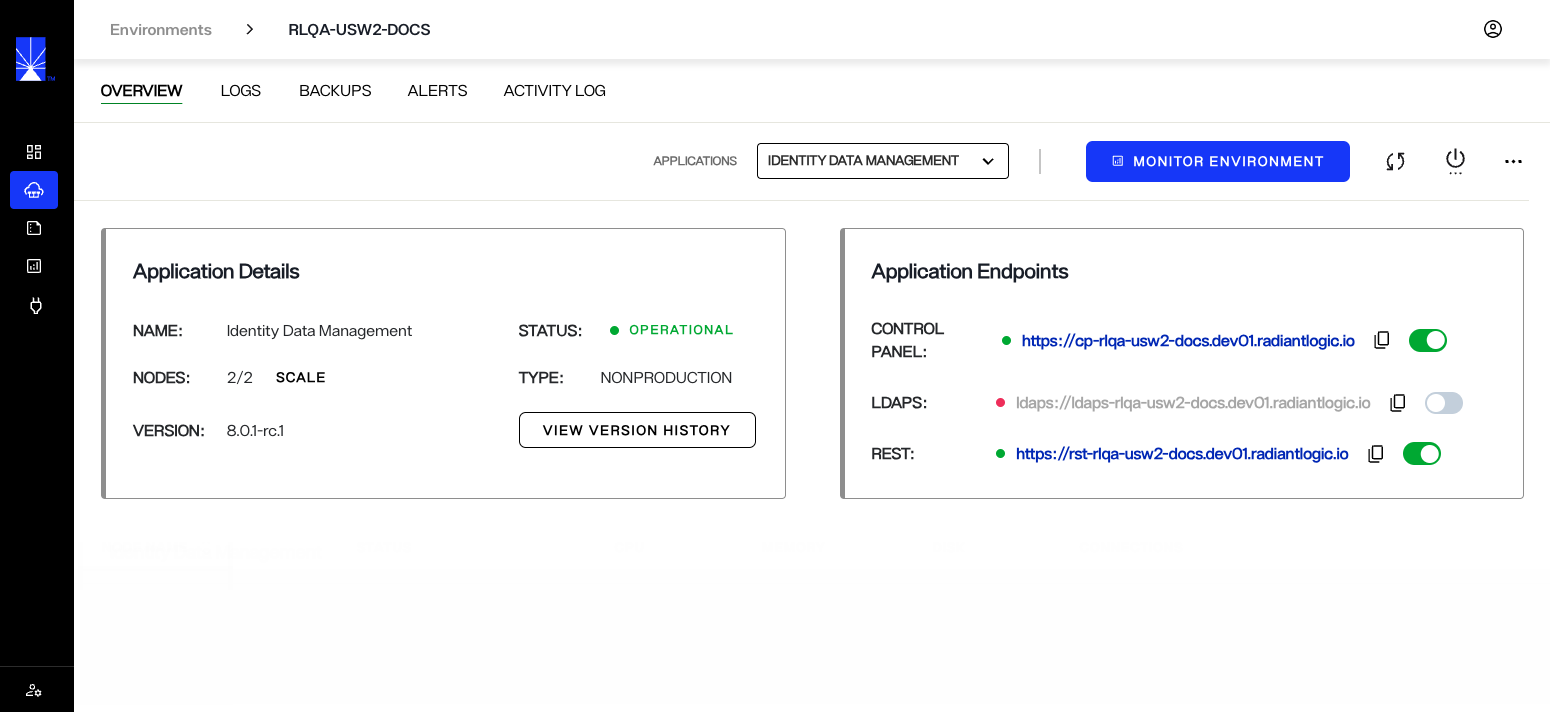 Environments > RLQA-USW2-DOCS
OVERVIEW LOGS BACKUPS ALERTS ACTIVITY LOG
APPLICATIONS IDENTITY DATA MANAGEMENT MONITOR ENVIRONMENT
Application Details
NAME: Identity Data Management STATUS: OPERATIONAL
NODES: 2/2 SCALE TYPE: NONPRODUCTION
VERSION: 8.0.1-rc.1 VIEW VERSION HISTORY
Application Endpoints
CONTROL
PANEL: https://cp-rlqa-usw2-docs.dev01.radiantlogic.io
LDAPS: ldaps://ldaps-rlqa-usw2-docs.dev01.radiantlogic.io
REST: https://rst-rlqa-usw2-docs.dev01.radiantlogic.io